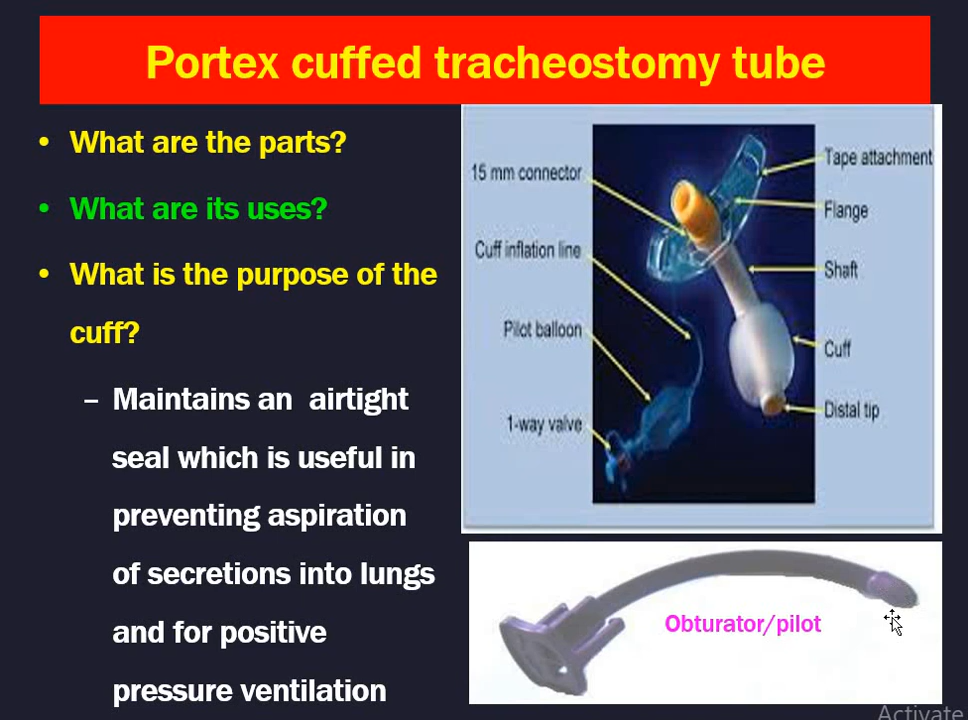 Portex cuffed tracheostomy tube
• What are the parts?
• What are its uses?
• What is the purpose of the
cuff?
– Maintains an airtight
seal which is useful in
preventing aspiration
of secretions into lungs
and for positive
pressure ventilation
15 mm connector
Cuff inflation line
Pilot balloon
1-way valve
Tape attachment
Flange
Shaft
Cuff
Distal tip
Obturator/pilot
Activate